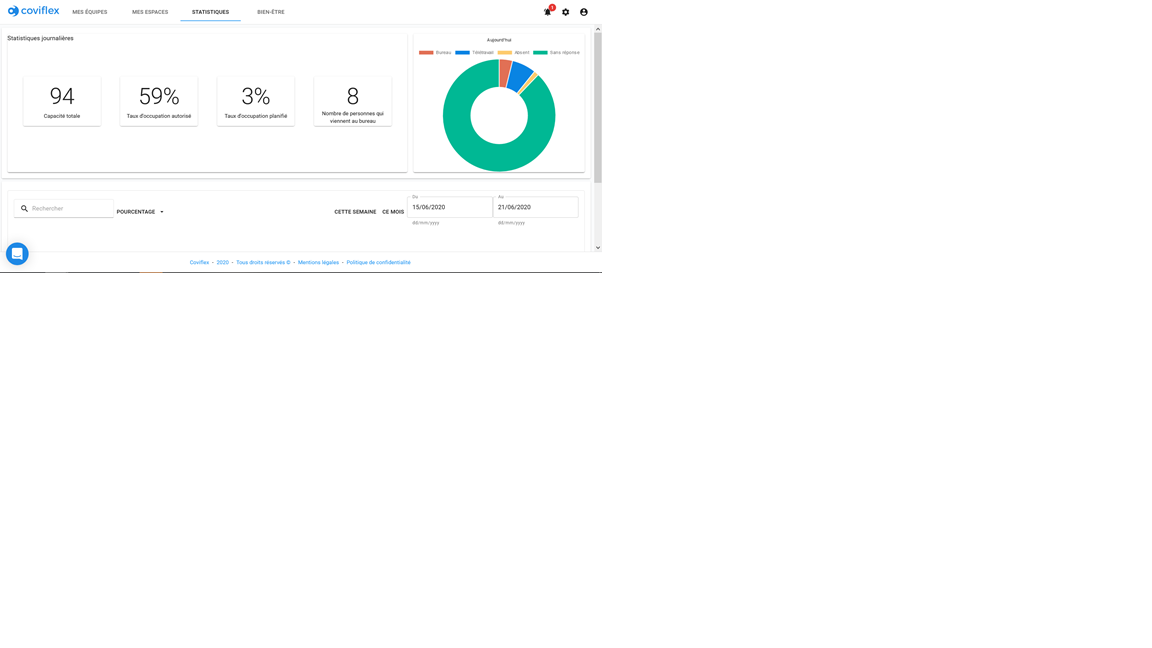 coviflex
MES ÉQUIPES
MES ESPACES
STATISTIQUES
BIEN-ÊTRE
1
Statistiques journalières
94
Capacité totale
59%
Taux d'occupation autorisé
3%
Taux d'occupation planifié
8
Nombre de personnes qui
viennent au bureau
Aujourd'hui
Bureau
Télétravail
Absent
Sans réponse
Rechercher
POURCENTAGE
CETTE SEMAINE
CE MOIS
Du
15/06/2020
dd/mm/yyyy
Au
21/06/2020
dd/mm/yyyy
Coviflex - 2020 - Tous droits réservés © - Mentions légales - Politique de confidentialité